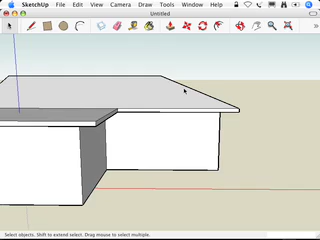 SketchUp File Edit View Camera Draw Tools Window Help
Untitled
Select objects. Shift to extend select. Drag mouse to select multiple.